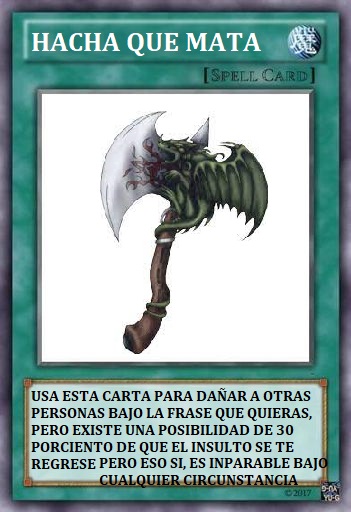 HACHA QUE MATA
[SPELL CARD]
USA ESTA CARTA PARA DAÑAR A OTRAS
PERSONAS BAJO LA FRASE QUE QUIERAS,
PERO EXISTE UNA POSIBILIDAD DE 30
PORCIENTO DE QUE EL INSULTO SE TE
REGRESE PERO ESO SI, ES INPARABLE BAJO
CUALQUIER CIRCUNSTANCIA
©2017